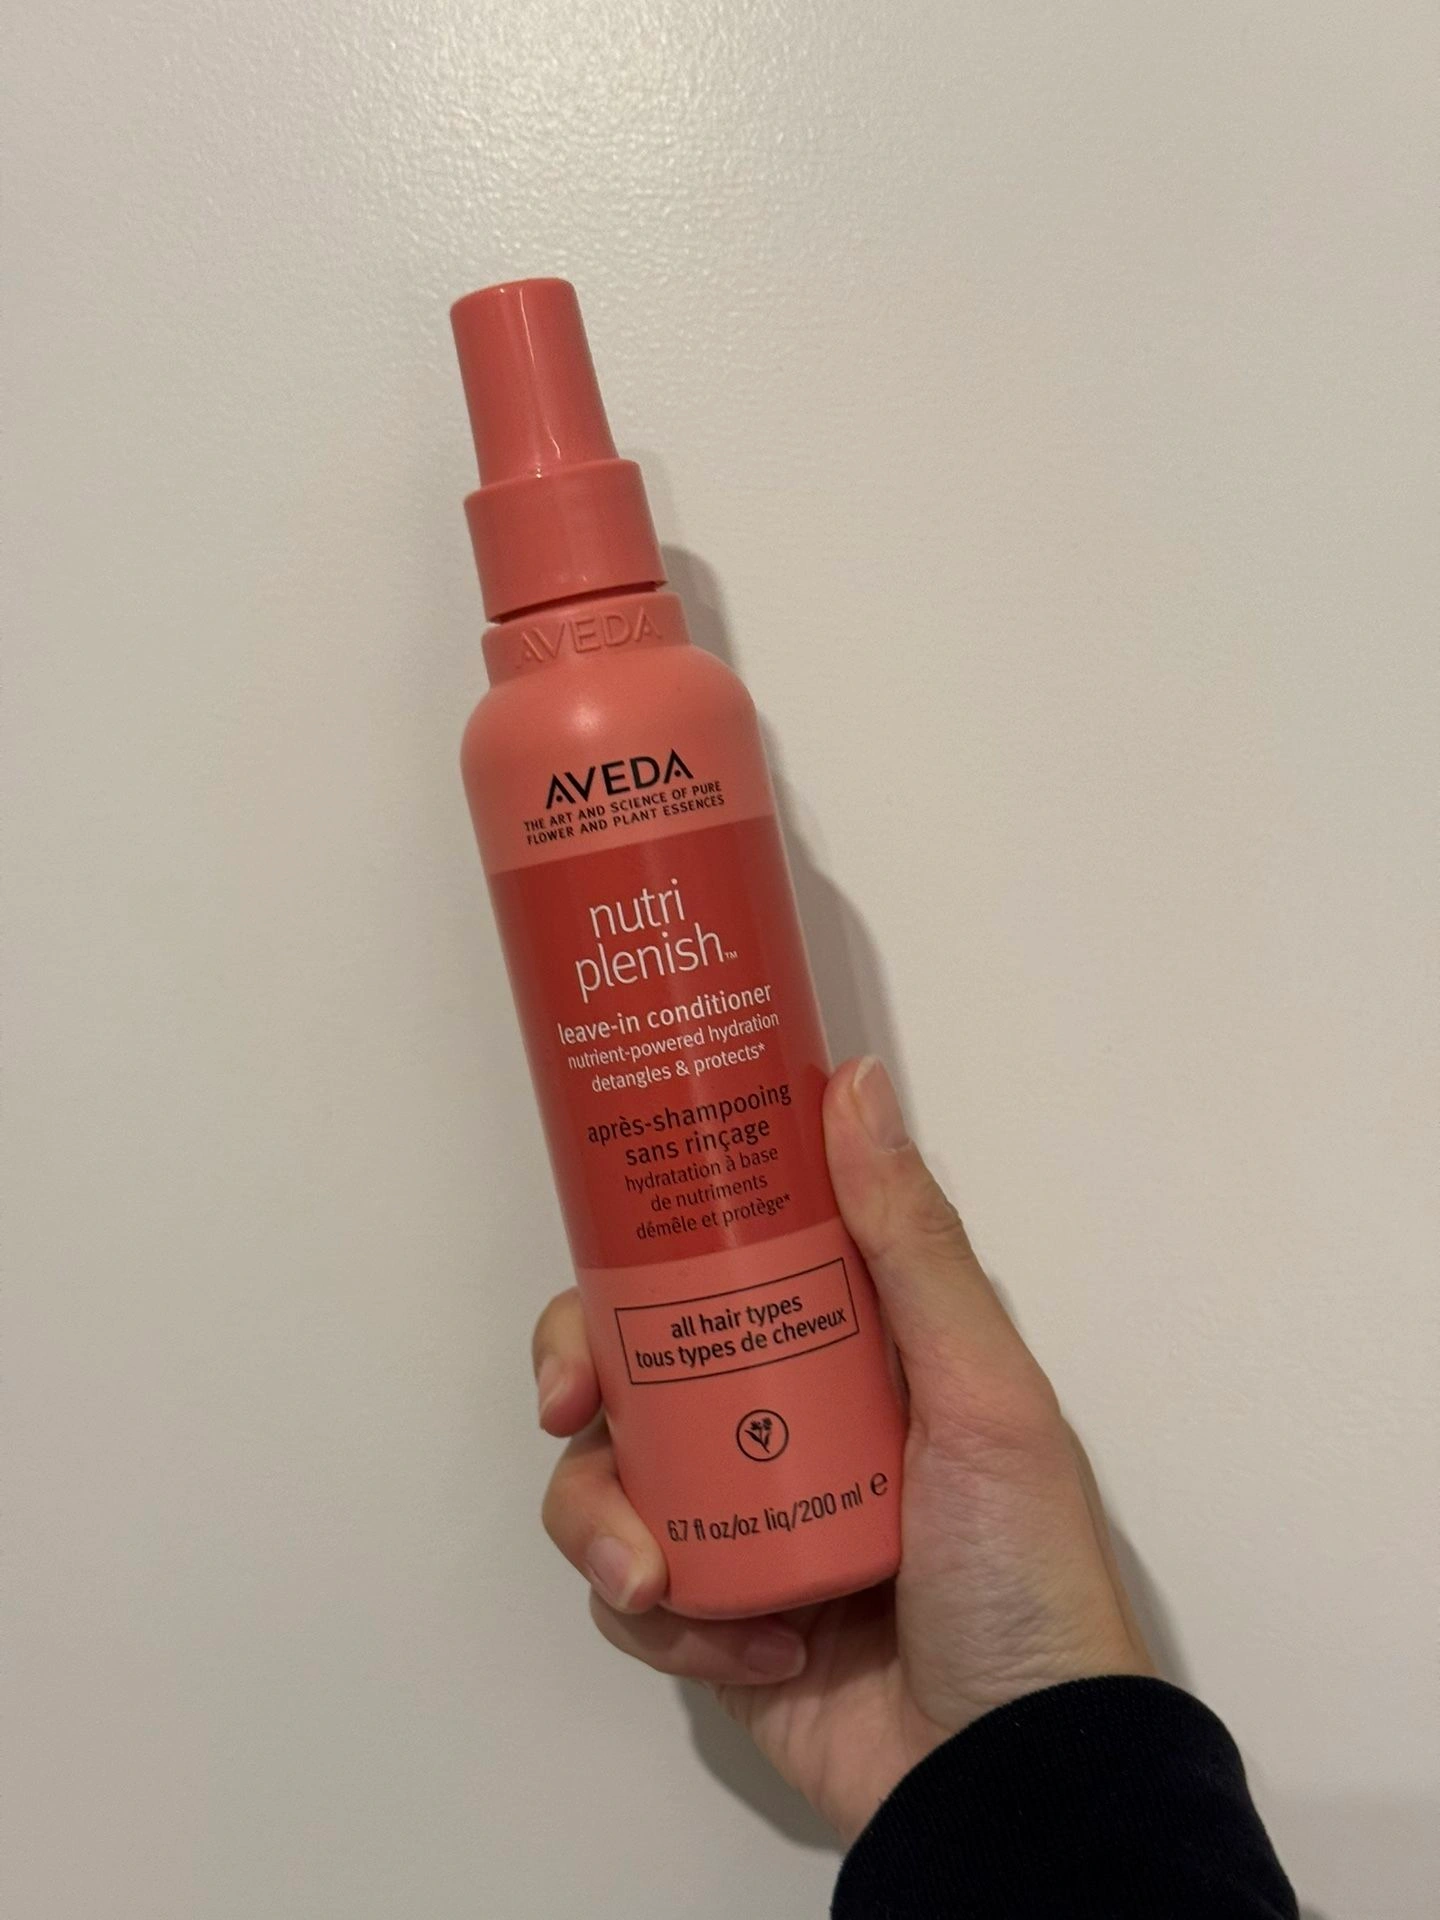 AVEDA
AVEDA
THE ART AND SCIENCE OF PURE
FLOWER AND PLANT ESSENCES
nutri
plenish™
leave-in conditioner
nutrient-powered hydration
detangles & protects*
après-shampooing
sans rinçage
hydratation à base
de nutriments
démêle et protège*
all hair types
tous types de cheveux
6.7 fl oz/oz liq/200 ml ℮